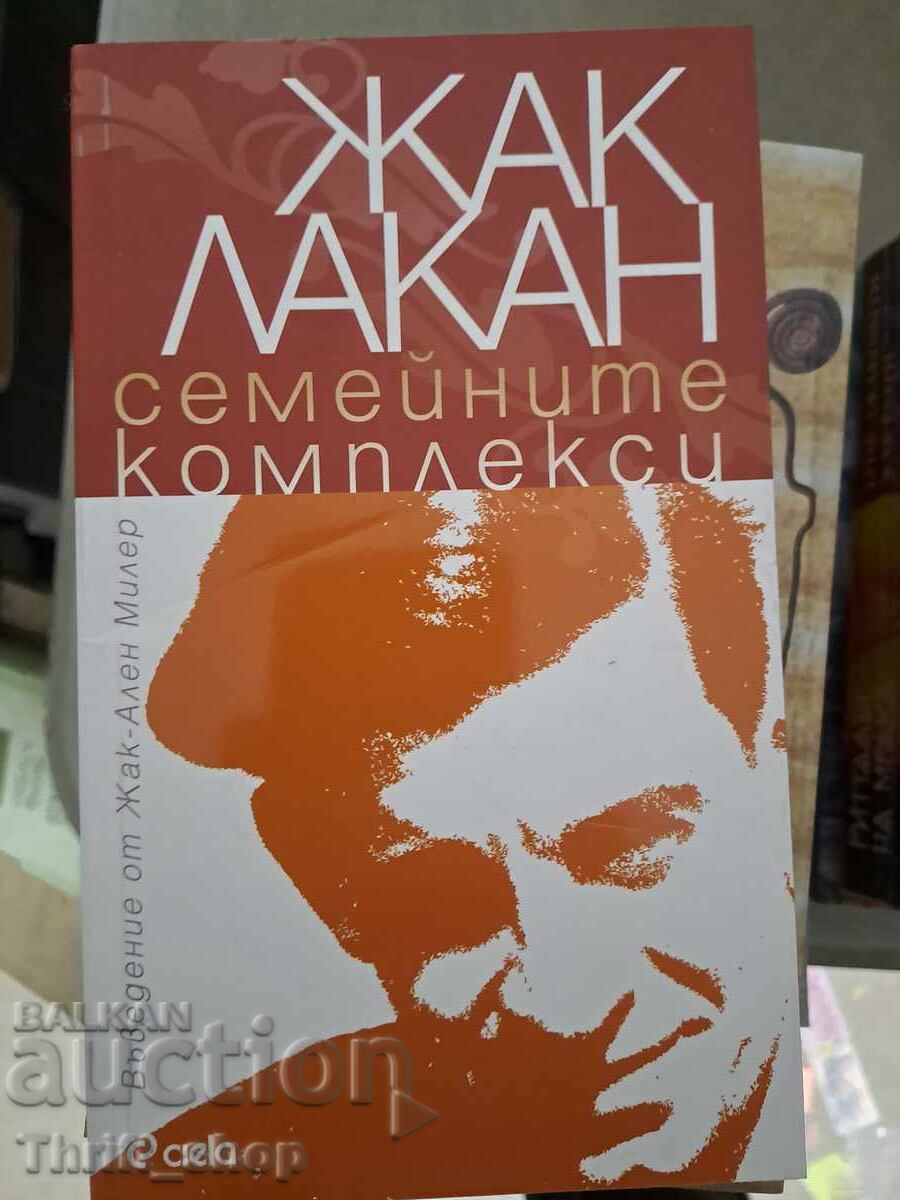 ЖАК
ЛАКАН
семейните
комплекси
Въведение от Жак-Ален Милер
BALKAN
auction
Thrift_shop
ciela